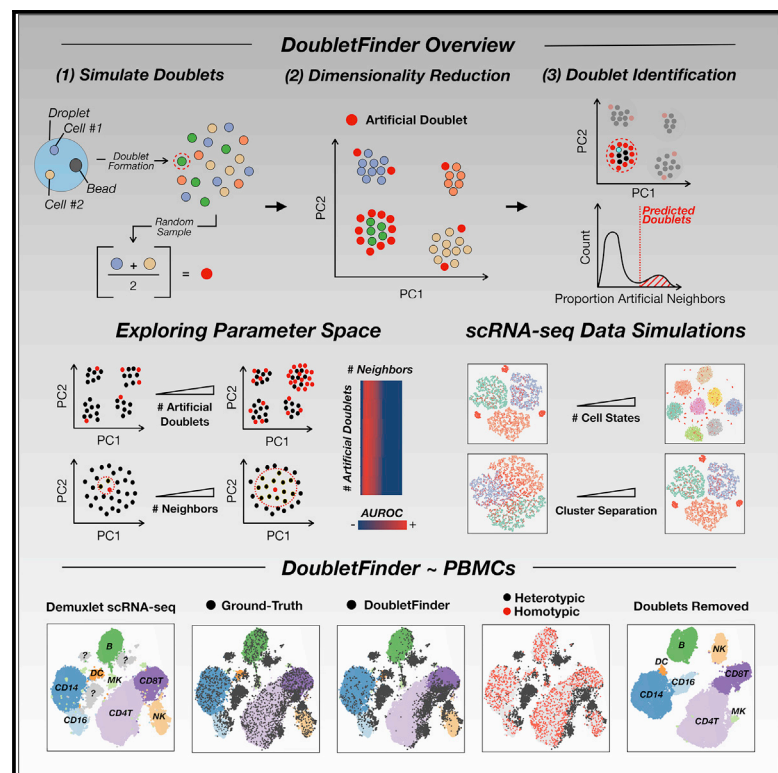 DoubletFinder Overview
(1) Simulate Doublets
Droplet
Cell #1
Doublet
Formation
Bead
Cell #2
Random
Sample
+
2
=
(2) Dimensionality Reduction
Artificial Doublet
PC2
PC1
(3) Doublet Identification
PC2
PC1
Predicted
Doublets
Count
Proportion Artificial Neighbors
Exploring Parameter Space
PC2
PC1
# Artificial
Doublets
PC2
PC1
PC2
PC1
# Neighbors
PC2
PC1
# Neighbors
# Artificial Doublets
AUROC
- +
scRNA-seq Data Simulations
# Cell States
Cluster Separation
DoubletFinder ~ PBMCs
Demuxlet scRNA-seq
B
?
?
DC
MK
CD8T
CD14
?
CD16
CD4T
NK
Ground-Truth
DoubletFinder
Heterotypic
Homotypic
Doublets Removed
B
NK
DC
CD8T
CD14
CD16
CD4T
MK